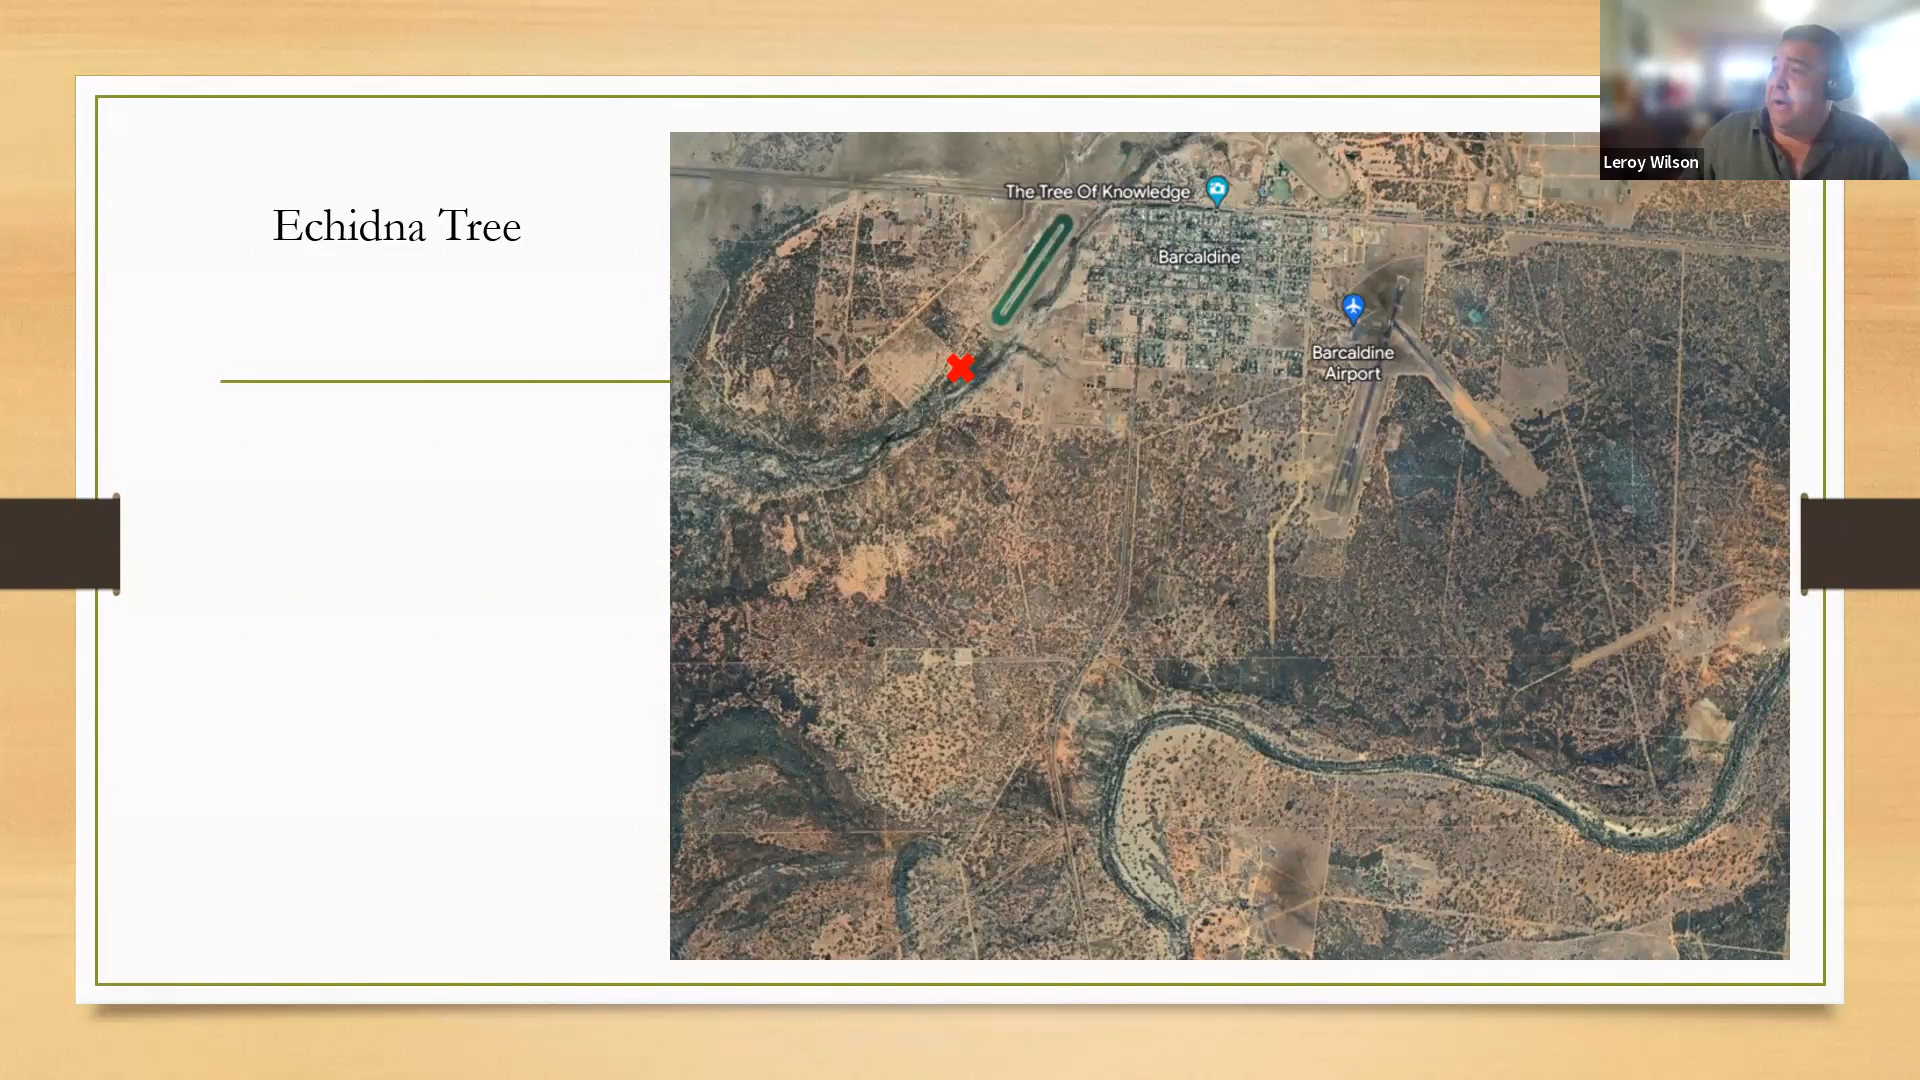 Leroy Wilson
Echidna Tree
The Tree Of Knowledge
Barcaldine
Barcaldine
Airport